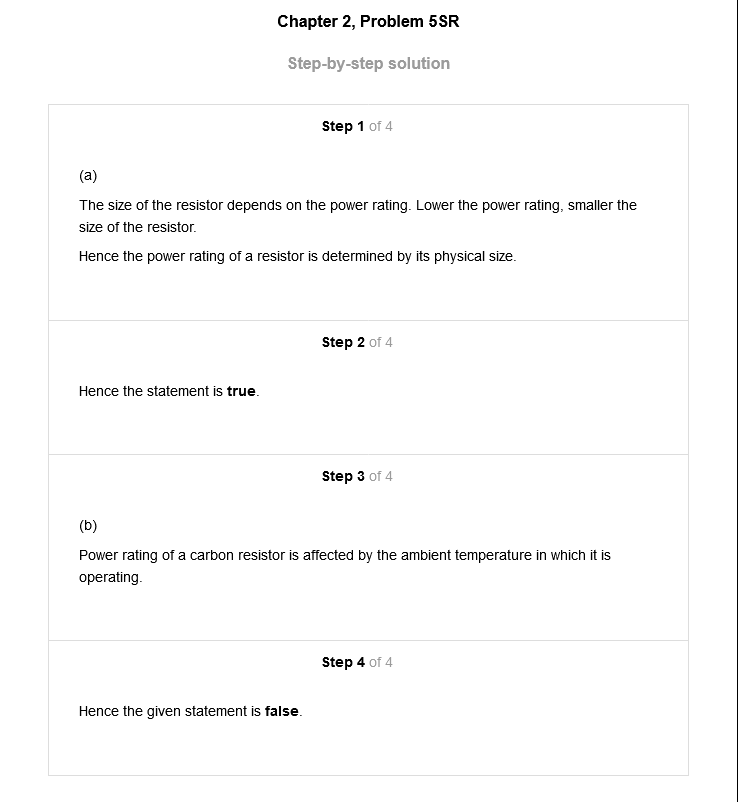 Chapter 2, Problem 5SR
Step-by-step solution
Step 1 of 4
(a)
The size of the resistor depends on the power rating. Lower the power rating, smaller the
size of the resistor.
Hence the power rating of a resistor is determined by its physical size.
Step 2 of 4
Hence the statement is true.
Step 3 of 4
(b)
Power rating of a carbon resistor is affected by the ambient temperature in which it is
operating.
Step 4 of 4
Hence the given statement is false.